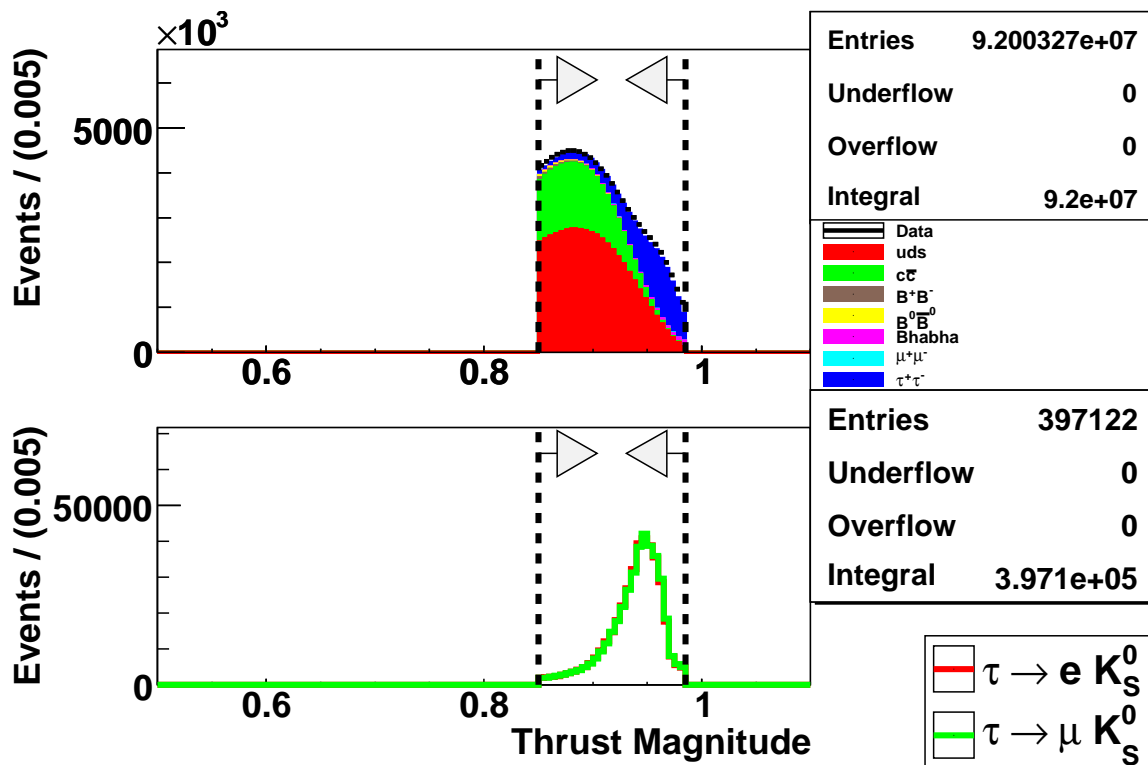 ×10³
Events / (0.005)
5000
0
0.6
0.8
1
Entries 9.200327e+07
Underflow 0
Overflow 0
Integral 9.2e+07
Data
uds
cc̅
B⁺B⁻
B⁰B̅⁰
Bhabha
μ⁺μ⁻
τ⁺τ⁻
Events / (0.005)
50000
0
0.6
0.8
1
Thrust Magnitude
Entries 397122
Underflow 0
Overflow 0
Integral 3.971e+05
τ → e K⁰_S
τ → μ K⁰_S